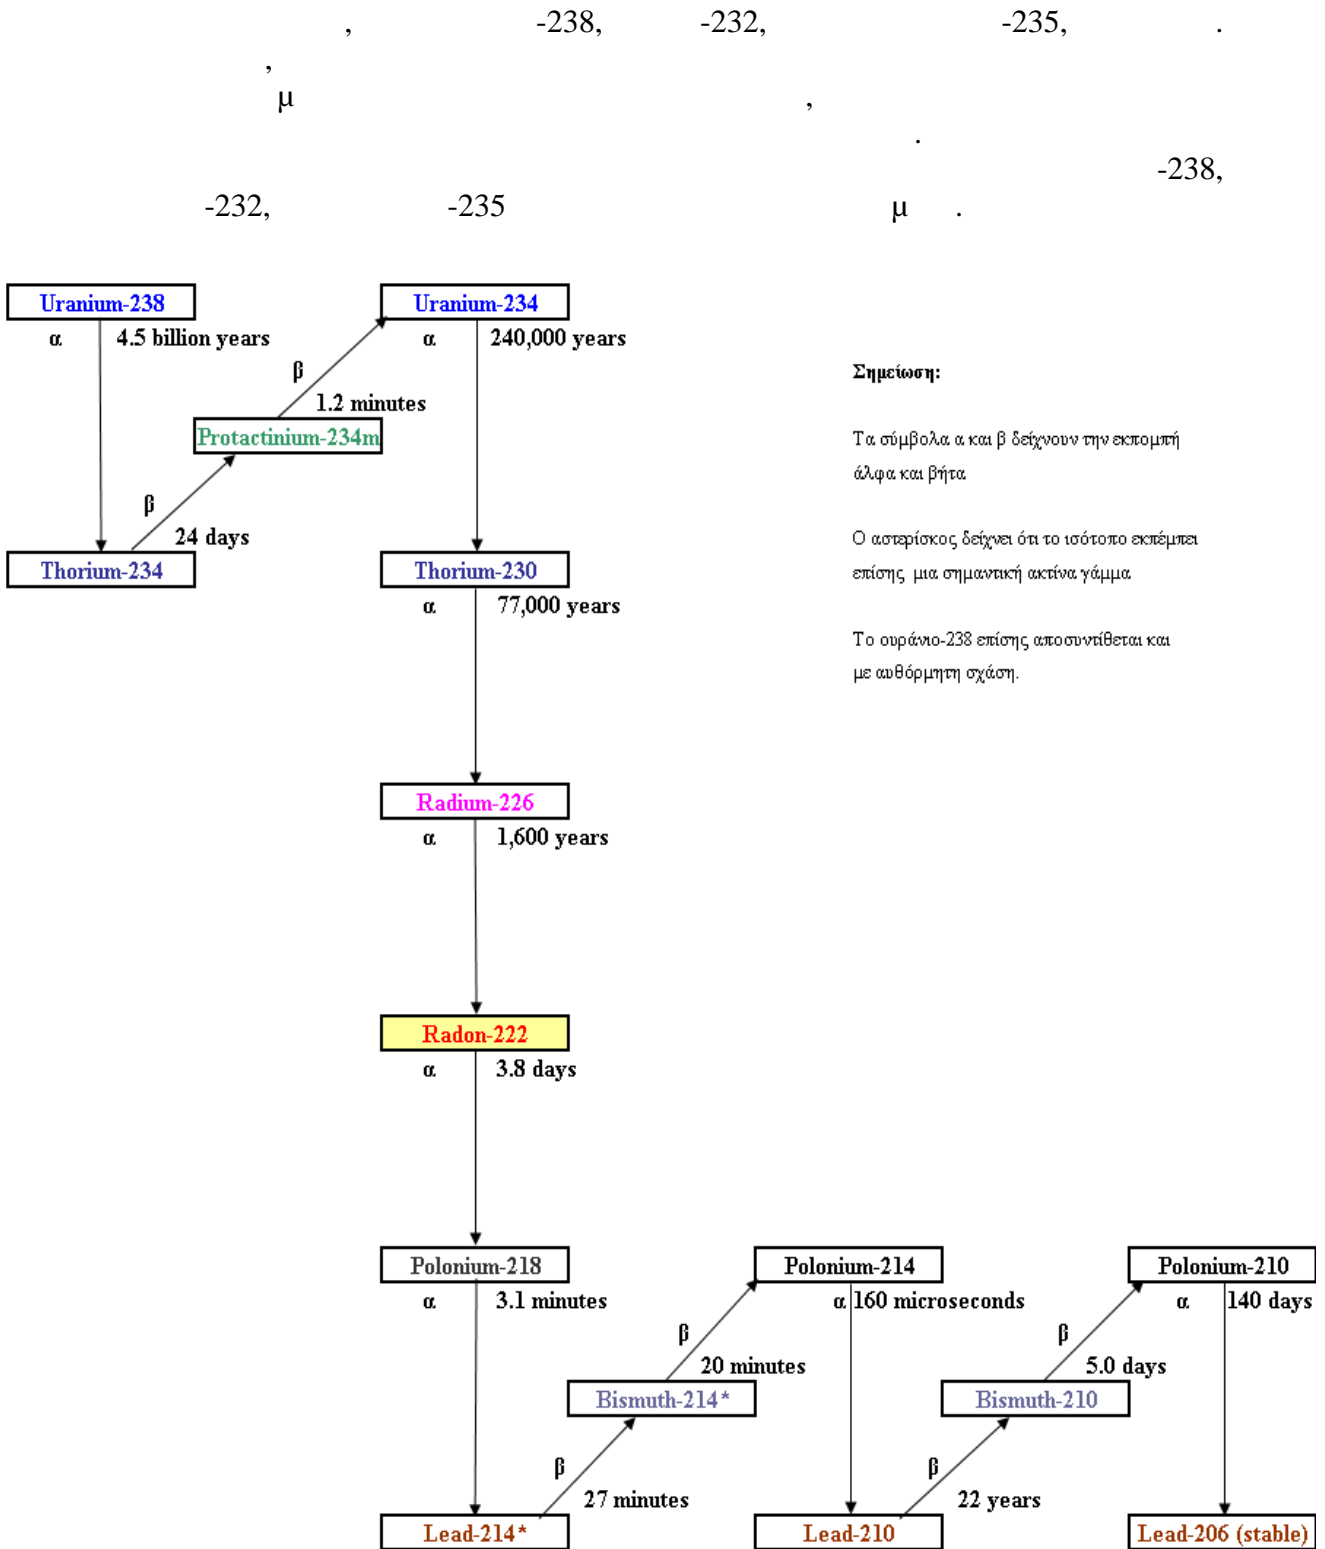 , -238, -232, -235, .
,
μ ,
.
-238,
-232, -235 μ .
Uranium-238
Uranium-234
α 4.5 billion years
α 240,000 years
β
1.2 minutes
Protactinium-234m
β
24 days
Thorium-234
Thorium-230
α 77,000 years
Σημείωση:
Τα σύμβολα α και β δείχνουν την εκπομπή
άλφα και βήτα
Ο αστερίσκος δείχνει ότι το ισότοπο εκπέμπει
επίσης μια σημαντική ακτίνα γάμμα
Το ουράνιο-238 επίσης αποσυντίθεται και
με αυθόρμητη σχάση.
Radium-226
α 1,600 years
Radon-222
α 3.8 days
Polonium-218
Polonium-214
Polonium-210
α 3.1 minutes
α 160 microseconds
α 140 days
β
20 minutes
β
5.0 days
Bismuth-214*
Bismuth-210
β
27 minutes
β
22 years
Lead-214*
Lead-210
Lead-206 (stable)